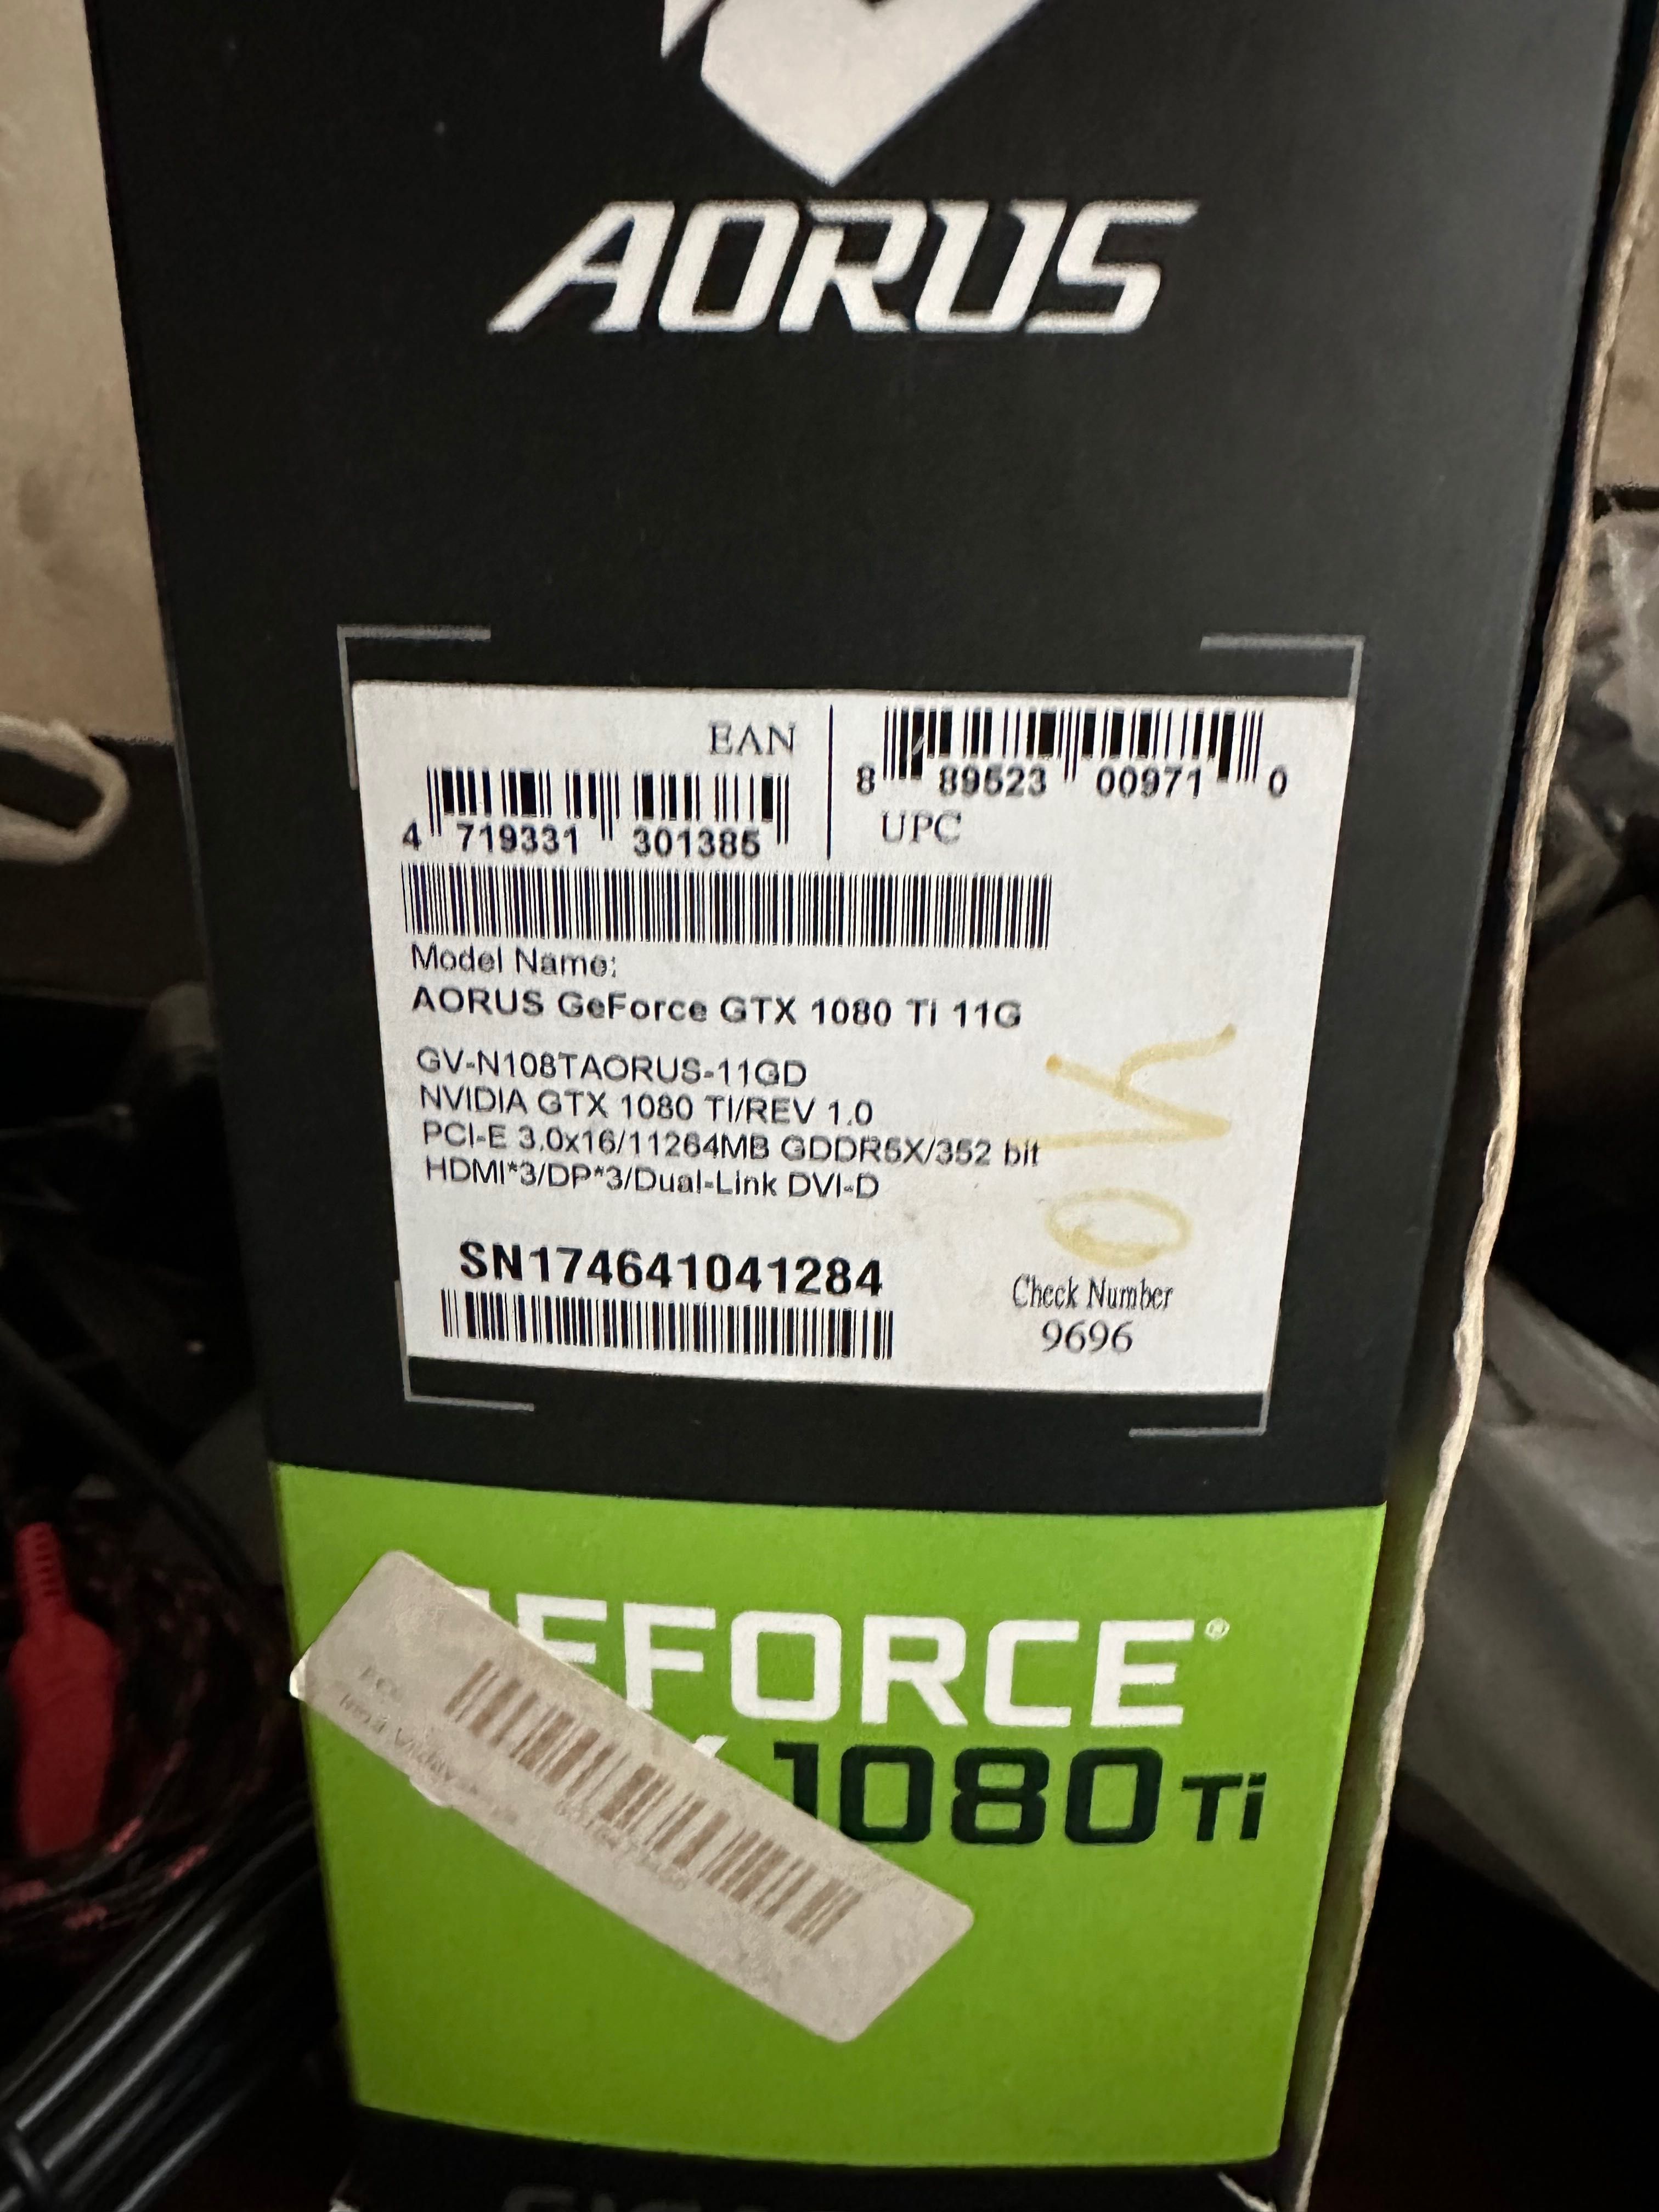 AORUS
EAN
4 719331 301385
8 89523 00971 0
UPC
Model Name:
AORUS GeForce GTX 1080 Ti 11G
GV-N108TAORUS-11GD
NVIDIA GTX 1080 TI/REV 1.0
PCI-E 3.0x16/11264MB GDDR5X/352 bit
HDMI*3/DP*3/Dual-Link DVI-D
OK
SN174641041284
Check Number
9696
EFORCE®
1080 Ti